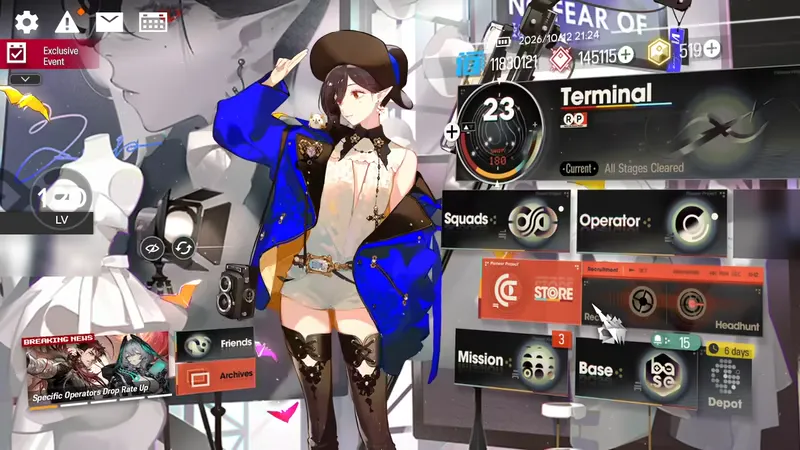 NO FEAR OF
2026/10/12 21:24
11830121
145115
519
Exclusive
Event
23
180
Terminal
Current
All Stages Cleared
LV
Squads
Operator
STORE
Recruitment
Headhunt
BREAKING NEWS
Specific Operators Drop Rate Up
Friends
Archives
Mission
3
Base
15
base
6 days
Depot